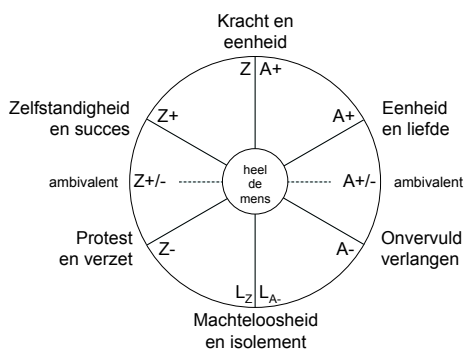 Kracht en
eenheid
Z A+
Zelfstandigheid
en succes
Z+
A+
Eenheid
en liefde
ambivalent
Z+/-
heel
de
mens
A+/-
ambivalent
Protest
en verzet
Z-
A-
Onvervuld
verlangen
LZ LA-
Machteloosheid
en isolement